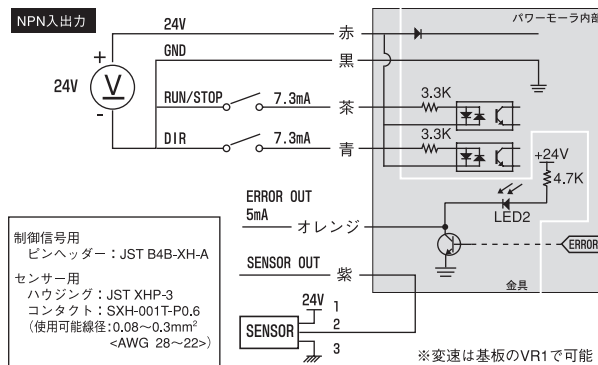 NPN入出力
パワーモーラ内部
24V
赤
GND
黒
+
24V
V
-
RUN/STOP
7.3mA
茶
3.3K
DIR
7.3mA
青
3.3K
+24V
4.7K
LED2
ERROR OUT
5mA
オレンジ
ERROR
SENSOR OUT
紫
金具
制御信号用
ピンヘッダー：JST B4B-XH-A
センサー用
ハウジング：JST XHP-3
コンタクト：SXH-001T-P0.6
(使用可能線径：0.08〜0.3mm²
<AWG 28〜22>)
24V
1
SENSOR
2
3
※変速は基板のVR1で可能